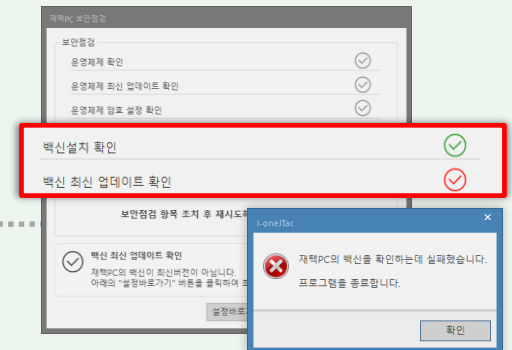 재택PC 보안점검
보안점검
운영체제 확인
운영체제 최신 업데이트 확인
운영체제 암호 설정 확인
백신설치 확인
백신 최신 업데이트 확인
보안점검 항목 조치 후 재시도하
i-oneJTac
백신 최신 업데이트 확인
재택PC의 백신이 최신버전이 아닙니다.
아래의 "설정바로가기" 버튼을 클릭하여 최
설정바로
재택PC의 백신을 확인하는데 실패했습니다.
프로그램을 종료합니다.
확인